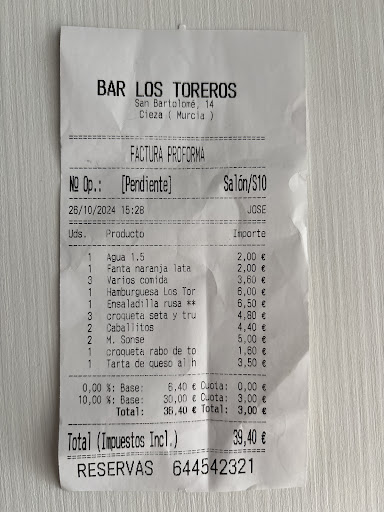 BAR LOS TOREROS
San Bartolomé, 14
Cieza ( Murcia )
FACTURA PROFORMA
Nº Op.: [Pendiente] Salón/S10
26/10/2024 15:28 JOSE
Uds. Producto Importe
1 Agua 1.5 2,00 €
1 Fanta naranja lata 2,00 €
3 Varios comida 3,60 €
1 Hamburguesa Los Tor 6,00 €
1 Ensaladilla rusa ** 6,50 €
3 croqueta seta y tru 4,80 €
2 Caballitos 4,40 €
2 M. Sonse 5,00 €
1 croqueta rabo de to 1,60 €
1 Tarta de queso al h 3,50 €
0,00 %: Base: 6,40 € Cuota: 0,00 €
10,00 %: Base: 30,00 € Cuota: 3,00 €
Total: 36,40 € Total: 3,00 €
Total (Impuestos Incl.) 39,40 €
RESERVAS 644542321